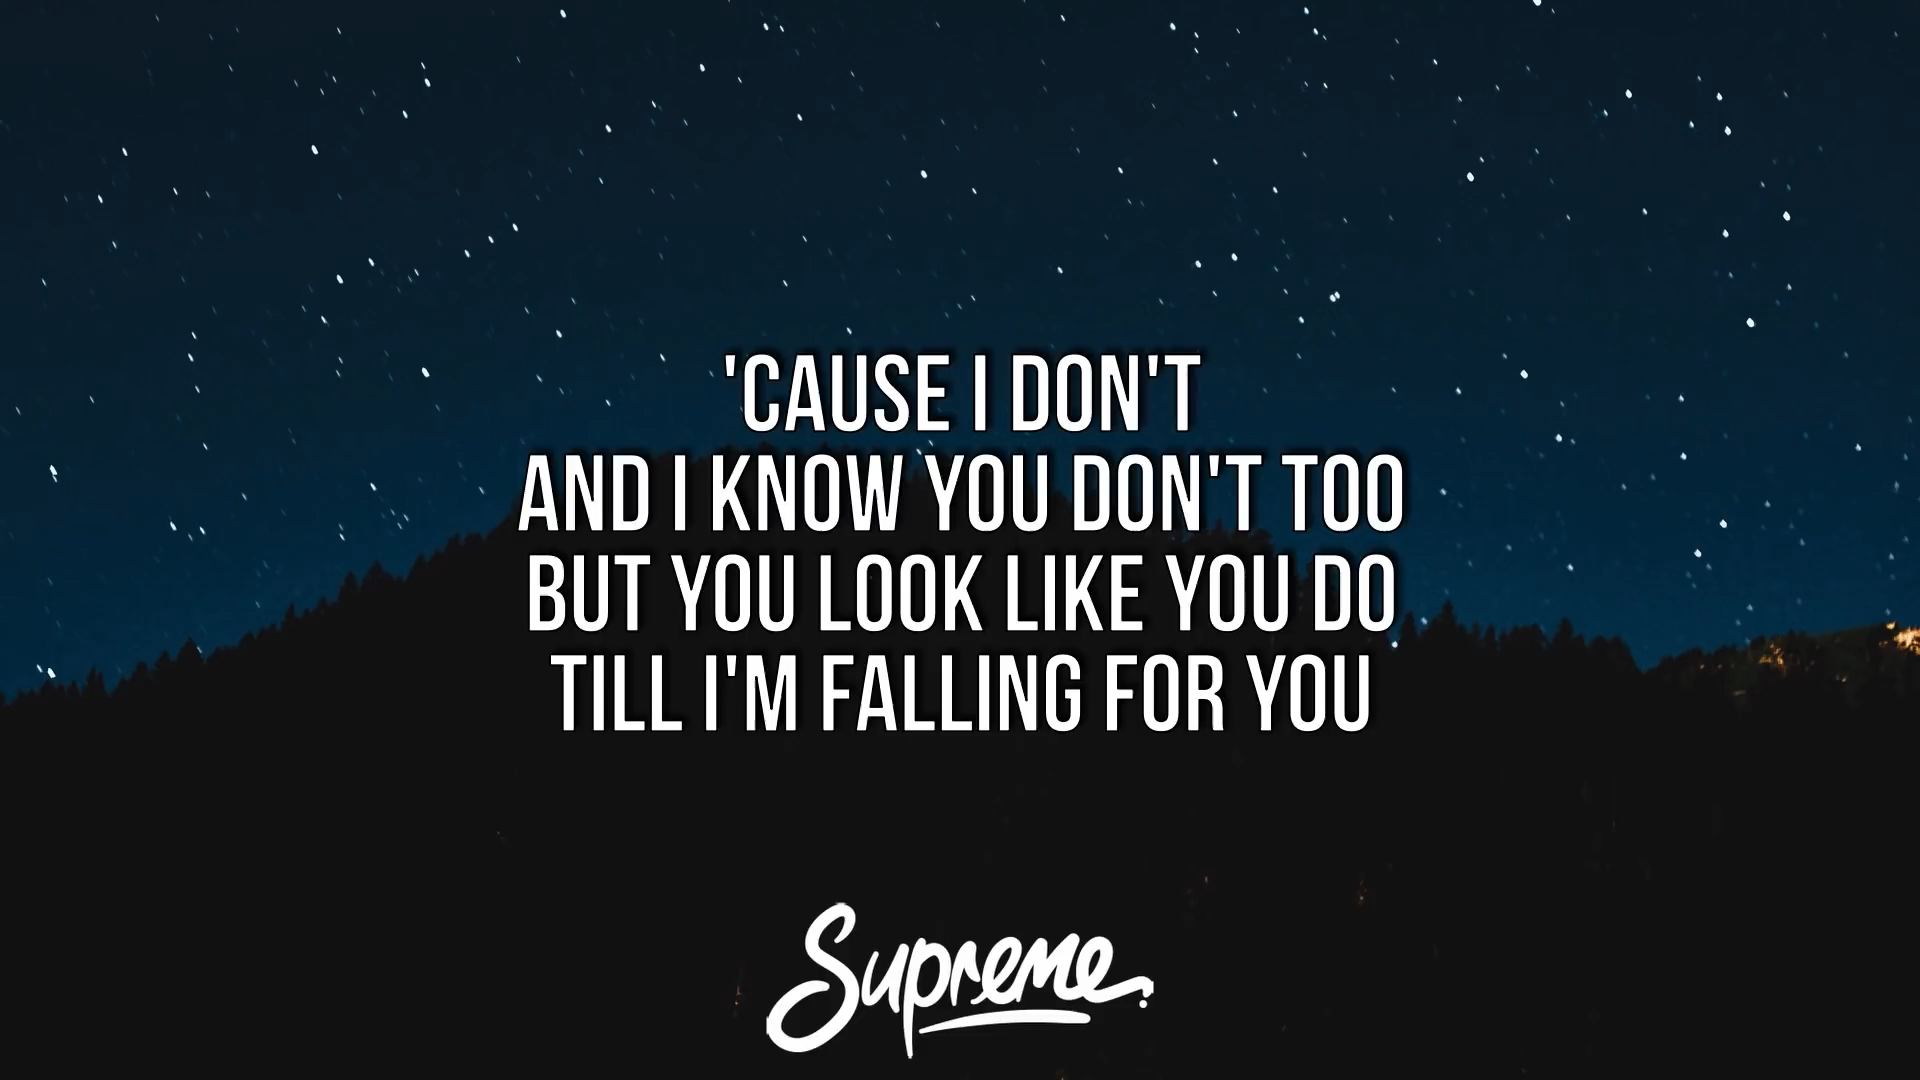 'CAUSE I DON'T
AND I KNOW YOU DON'T TOO
BUT YOU LOOK LIKE YOU DO
TILL I'M FALLING FOR YOU
Supreme.